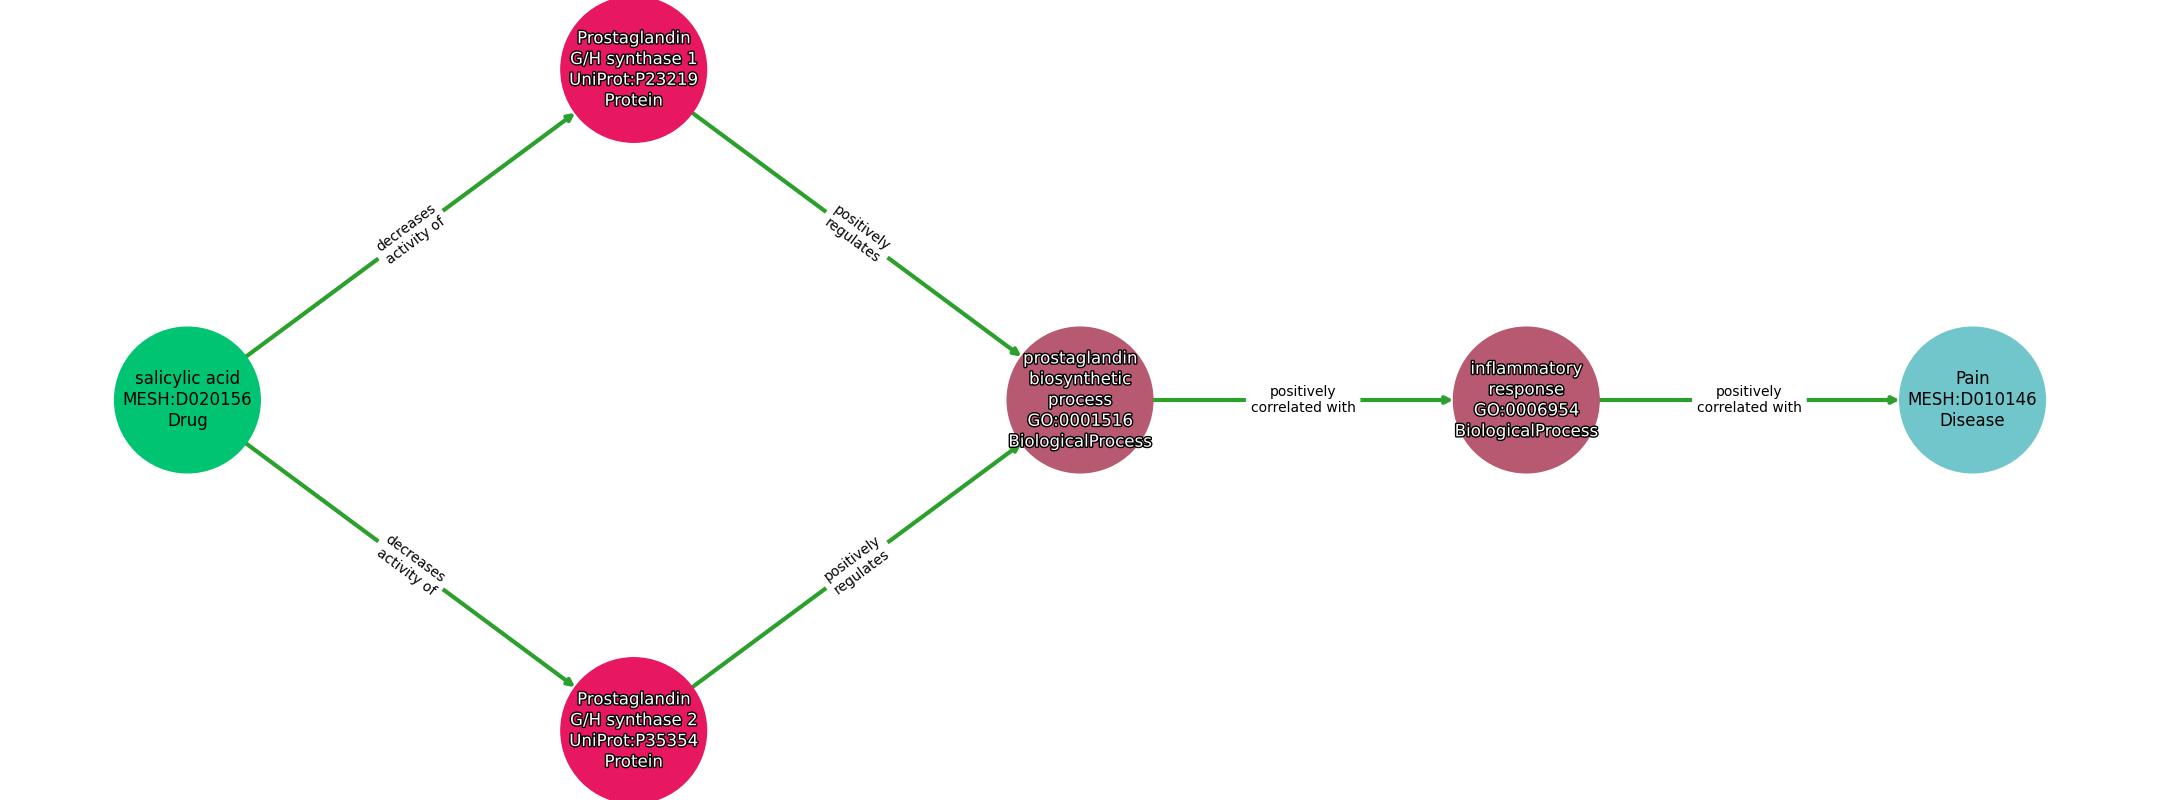 Prostaglandin
G/H synthase 1
UniProt:P23219
Protein
decreases
activity of
positively
regulates
salicylic acid
MESH:D020156
Drug
prostaglandin
biosynthetic
process
GO:0001516
BiologicalProcess
positively
correlated with
inflammatory
response
GO:0006954
BiologicalProcess
positively
correlated with
Pain
MESH:D010146
Disease
decreases
activity of
positively
regulates
Prostaglandin
G/H synthase 2
UniProt:P35354
Protein